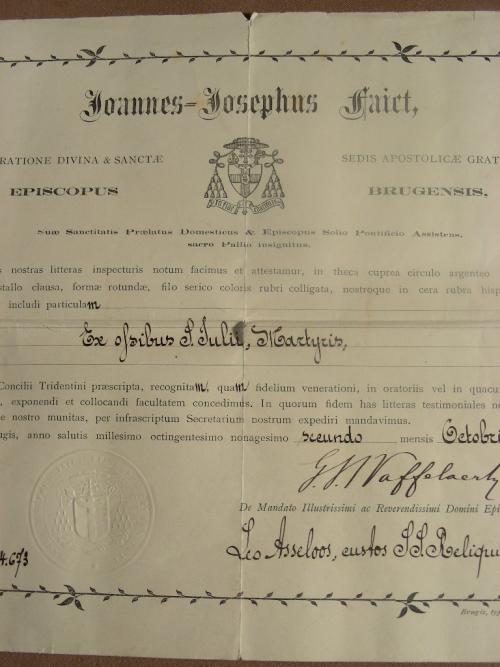 Joannes-Josephus Faict,
RATIONE DIVINA & SANCTÆ SEDIS APOSTOLICÆ GRAT
EPISCOPUS BRUGENSIS,
Suæ Sanctitatis Prælatus Domesticus & Episcopus Solio Pontificio Assistens,
sacro Pallio insignitus,
s nostras litteras inspecturis notum facimus et attestamur, in theca cuprea circulo argenteo
stallo clausa, formæ rotundæ, filo serico coloris rubri colligata, nostroque in cera rubra hisp
includi particulam
Ex ossibus S. Julii, Martyris,
Concilii Tridentini præscripta, recognitam, quam fidelium venerationi, in oratoriis vel in quacu
, exponendi et collocandi facultatem concedimus. In quorum fidem has litteras testimoniales
e nostro munitas, per infrascriptum Secretarium nostrum expediri mandavimus.
ugis, anno salutis millesimo octingentesimo nonagesimo secundo mensis Octobri
G. J. Waffelaert
De Mandato Illustrissimi ac Reverendissimi Domini Epi
Leo Asseloos, custos SS. Reliqui
4.673
Brugis, typ